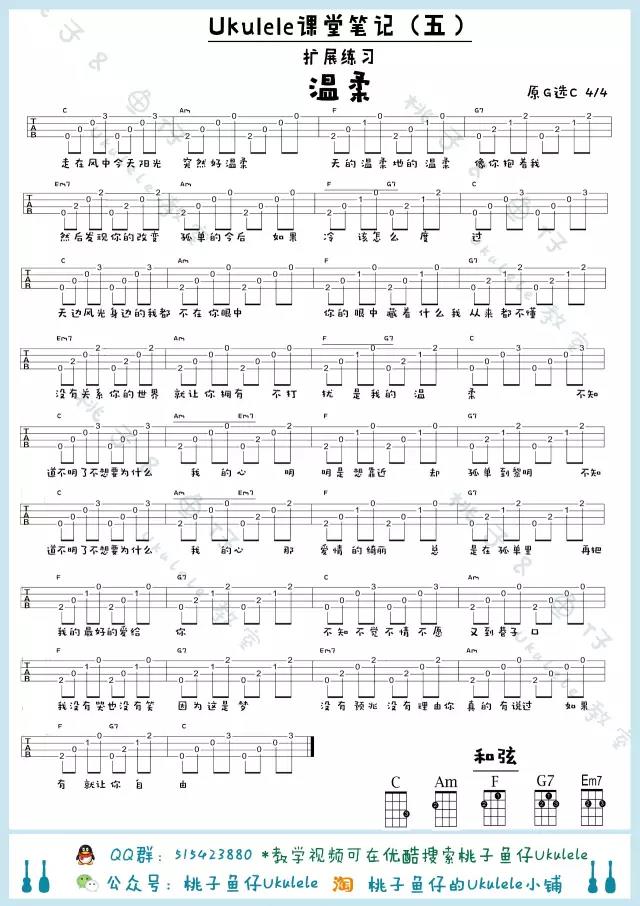 Ukulele课堂笔记（五）
扩展练习
温柔
原G选C 4/4
C Am F G7
走在风中今天阳光 突然好温柔 天的温柔地的温柔 像你抱着我
Em7 Am F G7 C
然后发现你的改变 孤单的今后 如果 冷 该怎么 度 过
C Am F G7
天边风光身边的我都 不在你眼中 你的眼中 藏着什么我 从来都不懂
Em7 Am F G7 C
没有关系你的世界 就让你拥有 不打 扰 是我的 温 柔 不知
C Am Em7 F G7
道不明了不想要为什么 我 的心 明 明是想靠近 却 孤单到黎明 不知
C Am Em7 F G7
道不明了不想要为什么 我 的心 那 爱情的绮丽 总 是在孤单里 再把
F G7 C Am
我的最好的爱给 你 不知不觉不情不愿 又到巷子口
F G7 Em7 Am
我没有哭也没有笑 因为这是梦 没有预兆没有理由你 真的有说过 如果
F G7 C
有 就让你 自 由
和弦
C Am F G7 Em7
QQ群：515423880 *教学视频可在优酷搜索桃子鱼仔Ukulele
公众号：桃子鱼仔Ukulele 淘 桃子鱼仔的Ukulele小铺